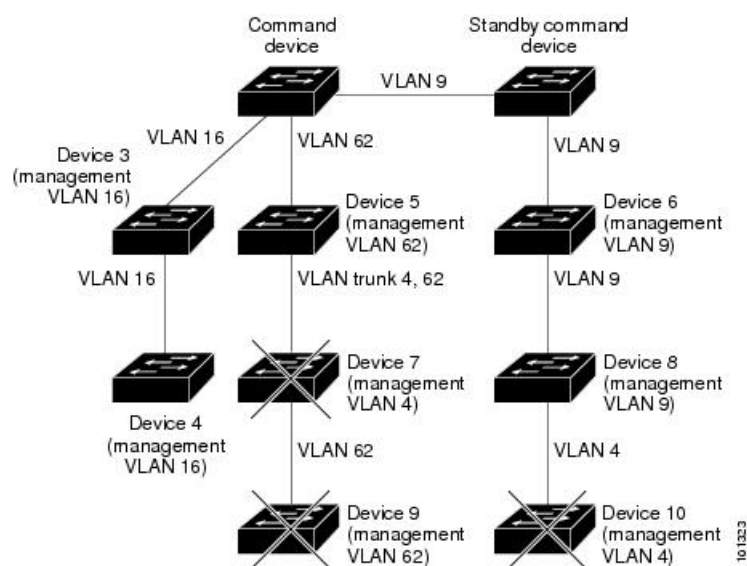 Command
device
Standby command
device
VLAN 9
VLAN 16
VLAN 62
VLAN 9
Device 3
(management
VLAN 16)
Device 5
(management
VLAN 62)
Device 6
(management
VLAN 9)
VLAN 16
VLAN trunk 4, 62
VLAN 9
Device 4
(management
VLAN 16)
Device 7
(management
VLAN 4)
Device 8
(management
VLAN 9)
VLAN 62
VLAN 4
Device 9
(management
VLAN 62)
Device 10
(management
VLAN 4)
101323